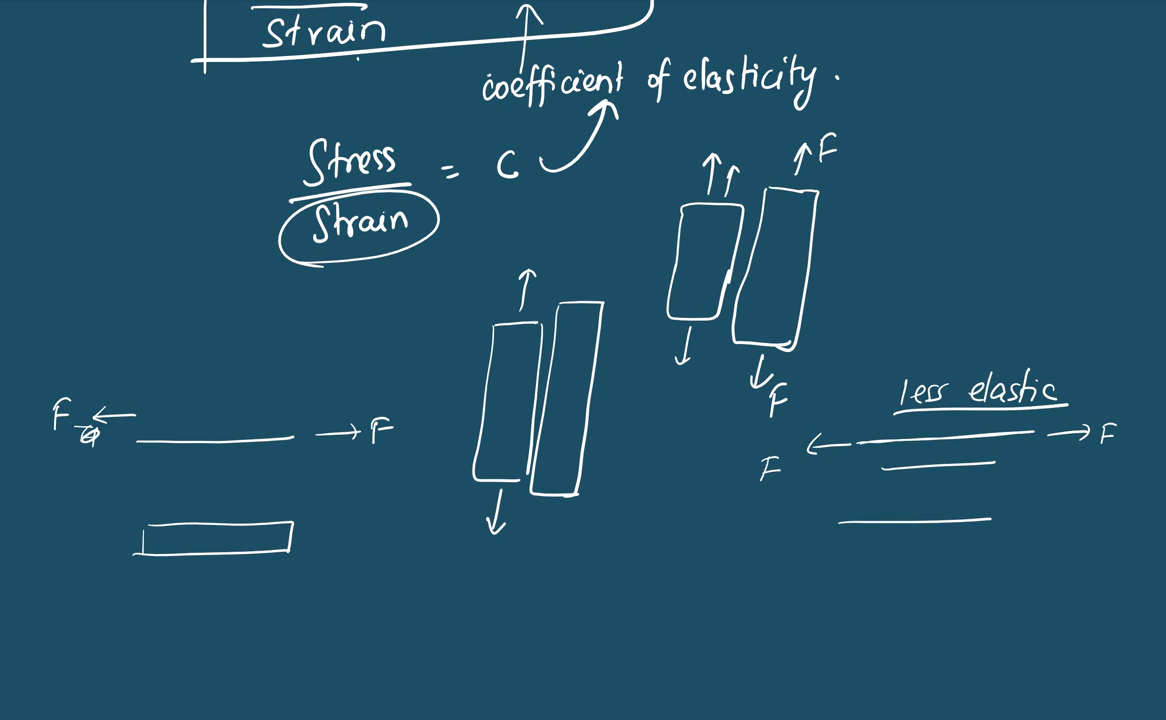 Strain
coefficient of elasticity.
Stress
= C
Strain
F
F
less elastic
F
F
F
F